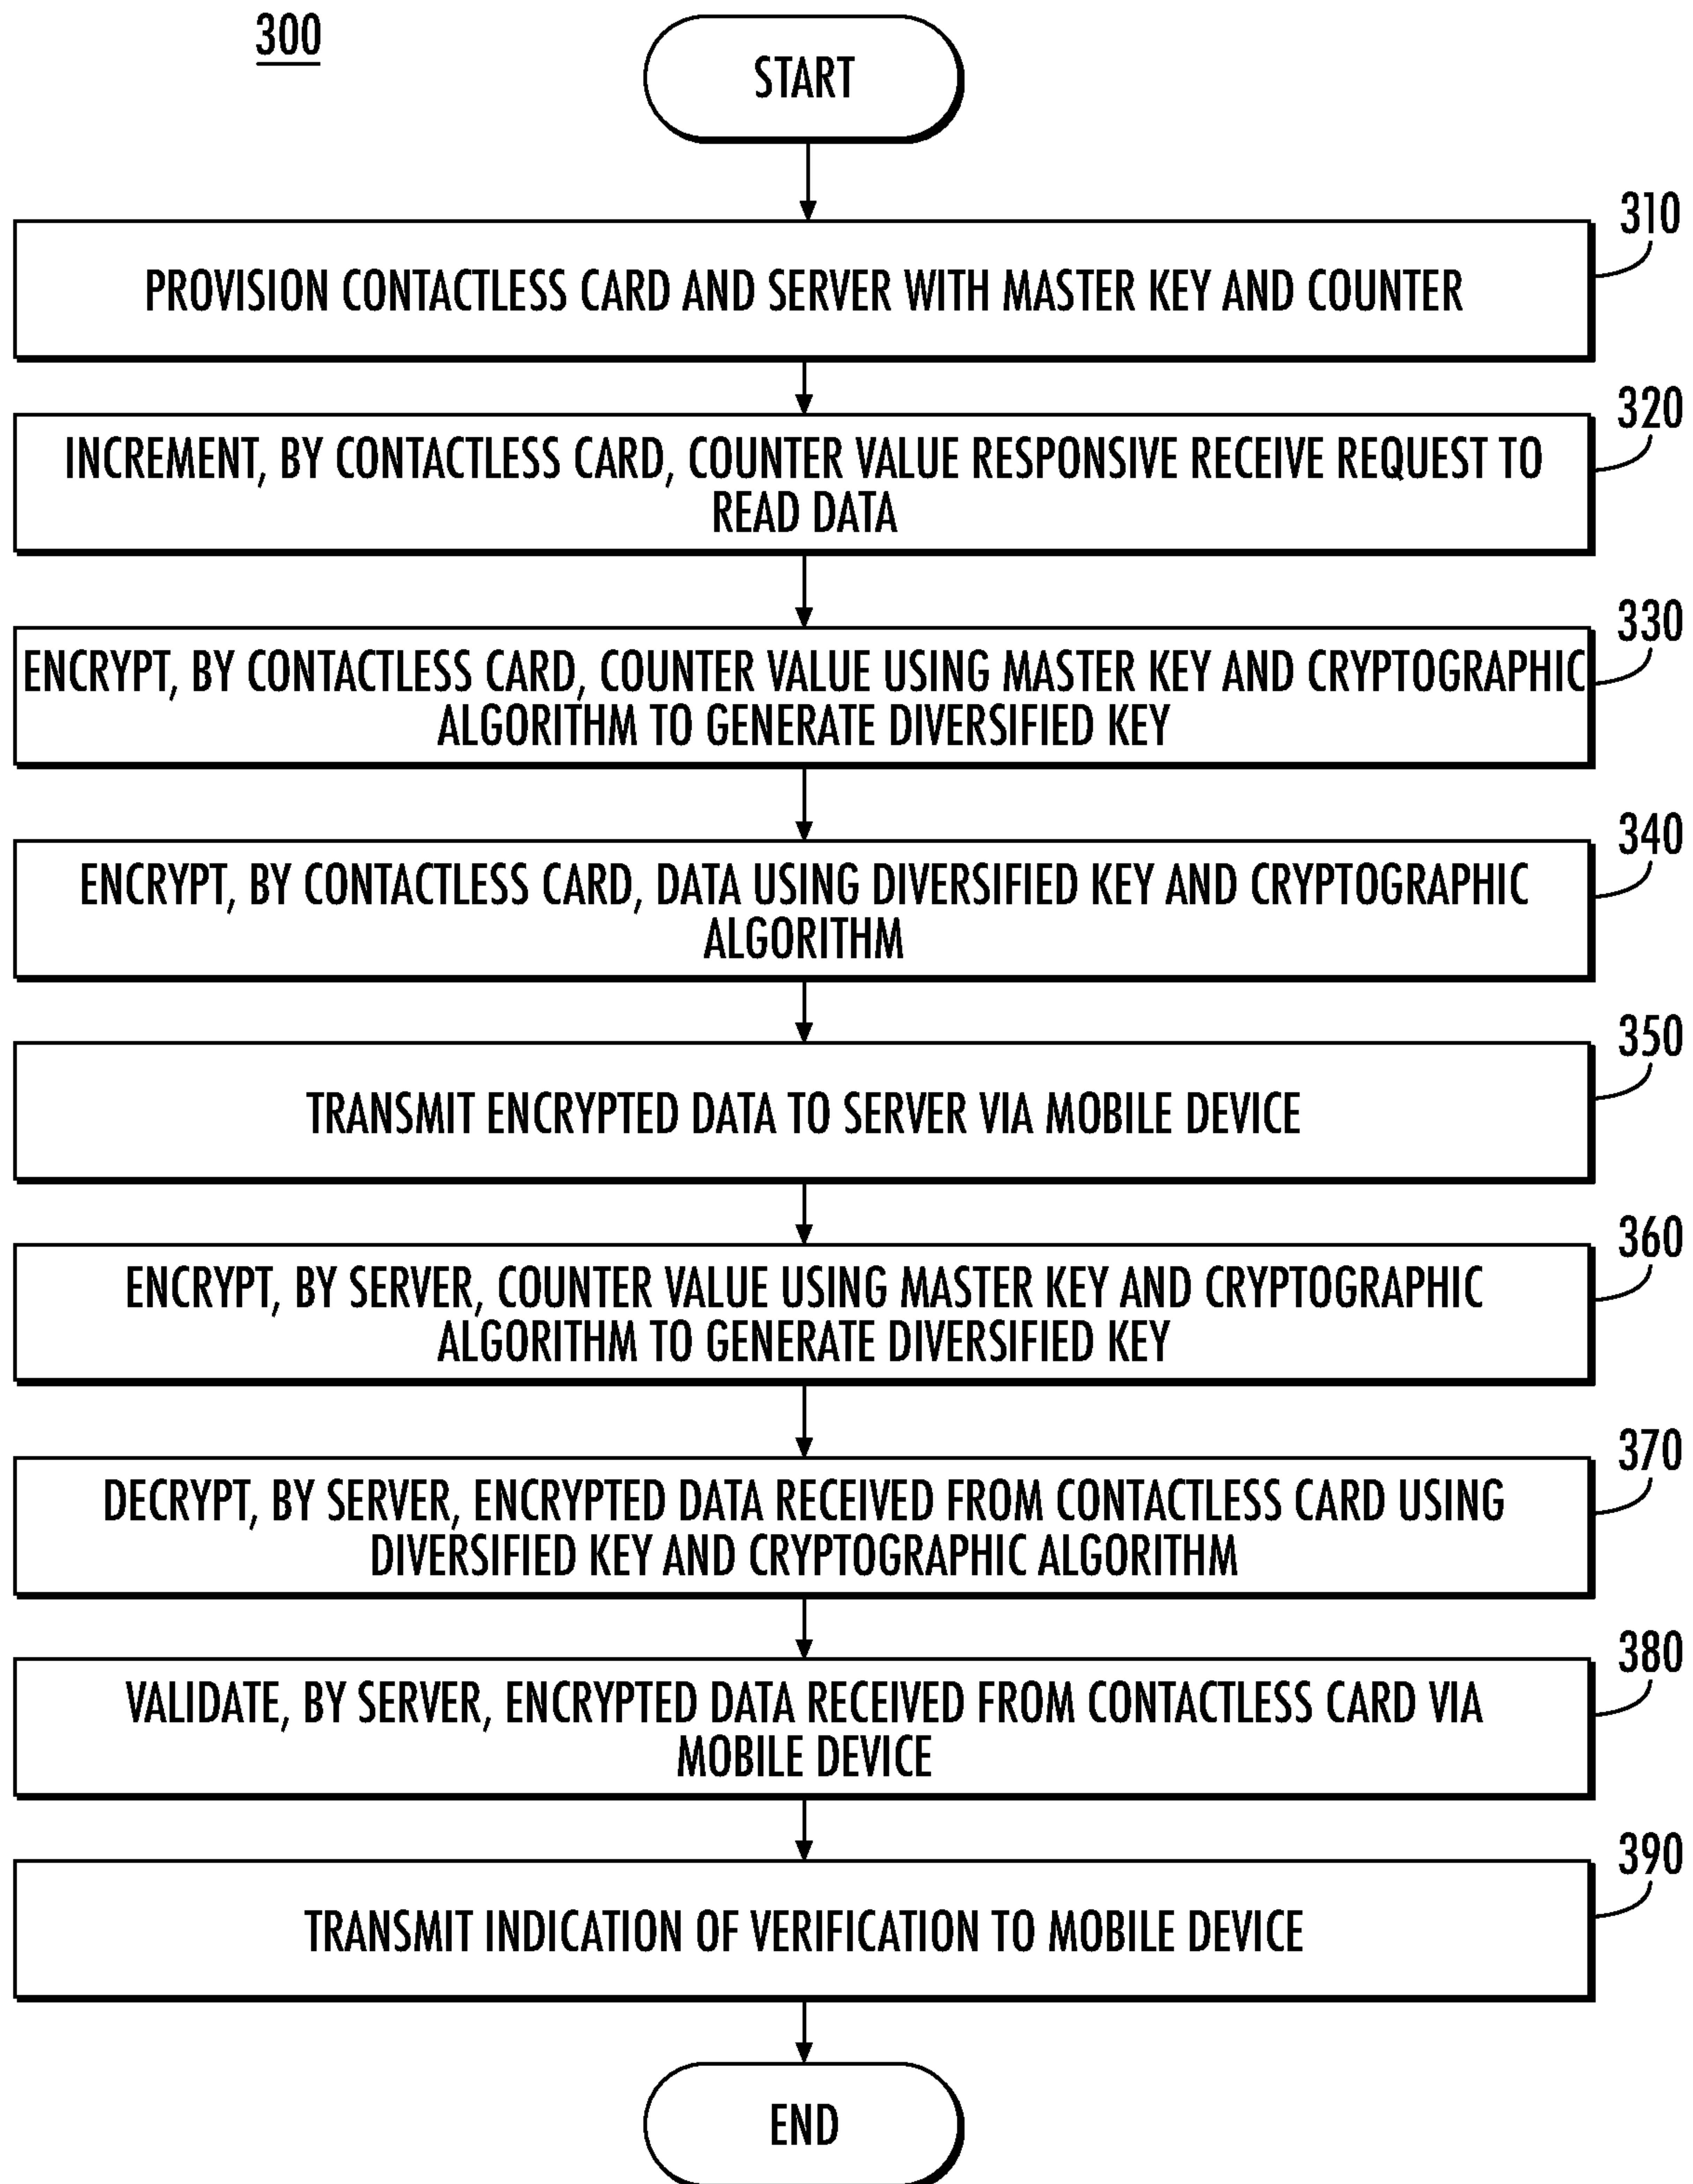 300
START
310
PROVISION CONTACTLESS CARD AND SERVER WITH MASTER KEY AND COUNTER
320
INCREMENT, BY CONTACTLESS CARD, COUNTER VALUE RESPONSIVE RECEIVE REQUEST TO
READ DATA
330
ENCRYPT, BY CONTACTLESS CARD, COUNTER VALUE USING MASTER KEY AND CRYPTOGRAPHIC
ALGORITHM TO GENERATE DIVERSIFIED KEY
340
ENCRYPT, BY CONTACTLESS CARD, DATA USING DIVERSIFIED KEY AND CRYPTOGRAPHIC
ALGORITHM
350
TRANSMIT ENCRYPTED DATA TO SERVER VIA MOBILE DEVICE
360
ENCRYPT, BY SERVER, COUNTER VALUE USING MASTER KEY AND CRYPTOGRAPHIC
ALGORITHM TO GENERATE DIVERSIFIED KEY
370
DECRYPT, BY SERVER, ENCRYPTED DATA RECEIVED FROM CONTACTLESS CARD USING
DIVERSIFIED KEY AND CRYPTOGRAPHIC ALGORITHM
380
VALIDATE, BY SERVER, ENCRYPTED DATA RECEIVED FROM CONTACTLESS CARD VIA
MOBILE DEVICE
390
TRANSMIT INDICATION OF VERIFICATION TO MOBILE DEVICE
END